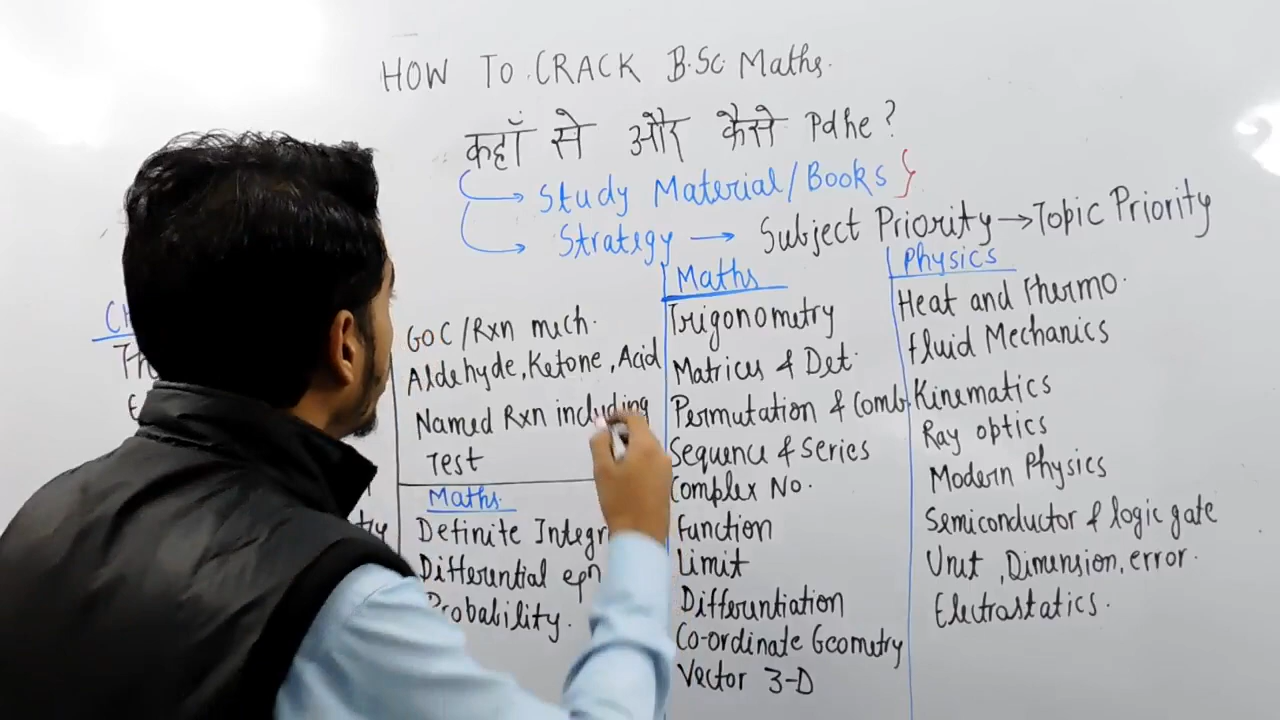 HOW TO CRACK B.Sc. Maths.
कहाँ से और कैसे Pdhe ?
Study Material/Books
Strategy → Subject Priority → Topic Priority
GOC/Rxn mech.
Aldehyde, Ketone, Acid
Named Rxn including
Test
Maths.
Definite Integr
Differential eqn
Probability.
Maths
Trigonometry
Matrices & Det.
Permutation & Comb.
Sequence & Series
Complex No.
Function
Limit
Differentiation
Co-ordinate Geometry
Vector 3-D
Physics
Heat and Thermo.
Fluid Mechanics
Kinematics
Ray optics
Modern Physics
Semiconductor & logic gate
Unit, Dimension, error.
Electrostatics.